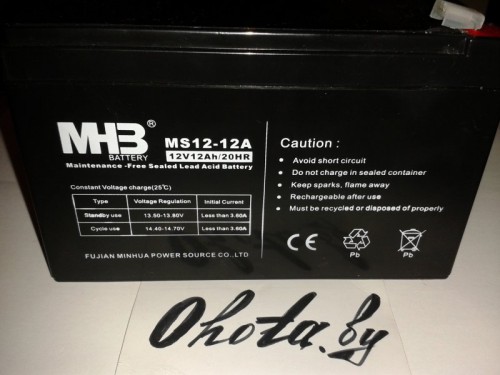 MHB®
BATTERY
MS12-12A
12V12Ah/20HR
Maintenance -Free Sealed Lead Acid Battery
Constant Voltage charge(25°C)
Type Voltage Regulation Initial Current
Standby use 13.50-13.80V Less than 3.60A
Cycle use 14.40-14.70V Less than 3.60A
FUJIAN MINHUA POWER SOURCE CO.,LTD
Caution :
• Avoid short circuit
• Do not charge in sealed container
• Keep sparks, flame away
• Rechargeable after use
• Must be recycled or disposed of properly
CE Pb Pb
Ohota.by